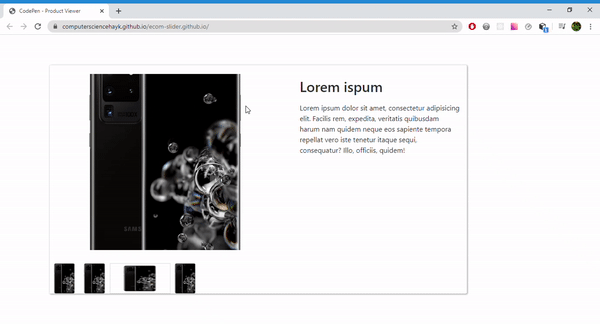 CodePen - Product Viewer
computersciencehayk.github.io/ecom-slider.github.io/
Lorem ispum
Lorem ipsum dolor sit amet, consectetur adipisicing
elit. Facilis rem, expedita, veritatis quibusdam
harum nam quidem neque eos sapiente tempora
repellat vero iste tenetur itaque sequi,
consequatur? Illo, officiis, quidem!